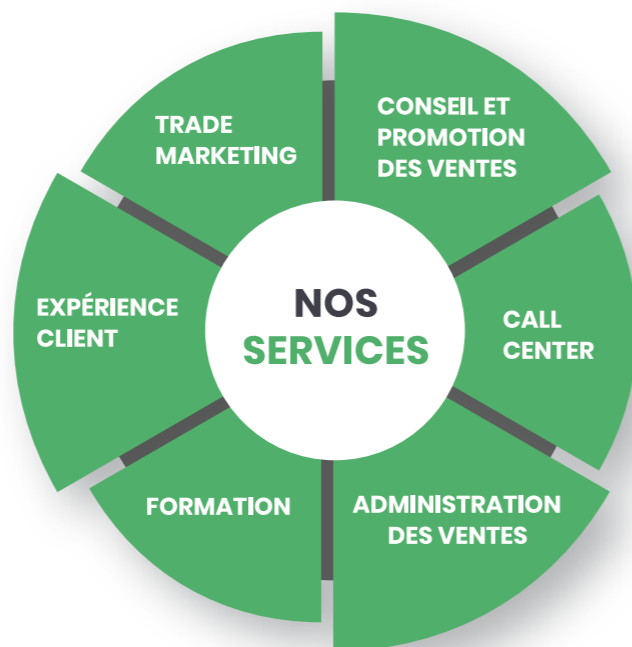 NOS
SERVICES
CONSEIL ET
PROMOTION
DES VENTES
CALL
CENTER
ADMINISTRATION
DES VENTES
FORMATION
EXPÉRIENCE
CLIENT
TRADE
MARKETING